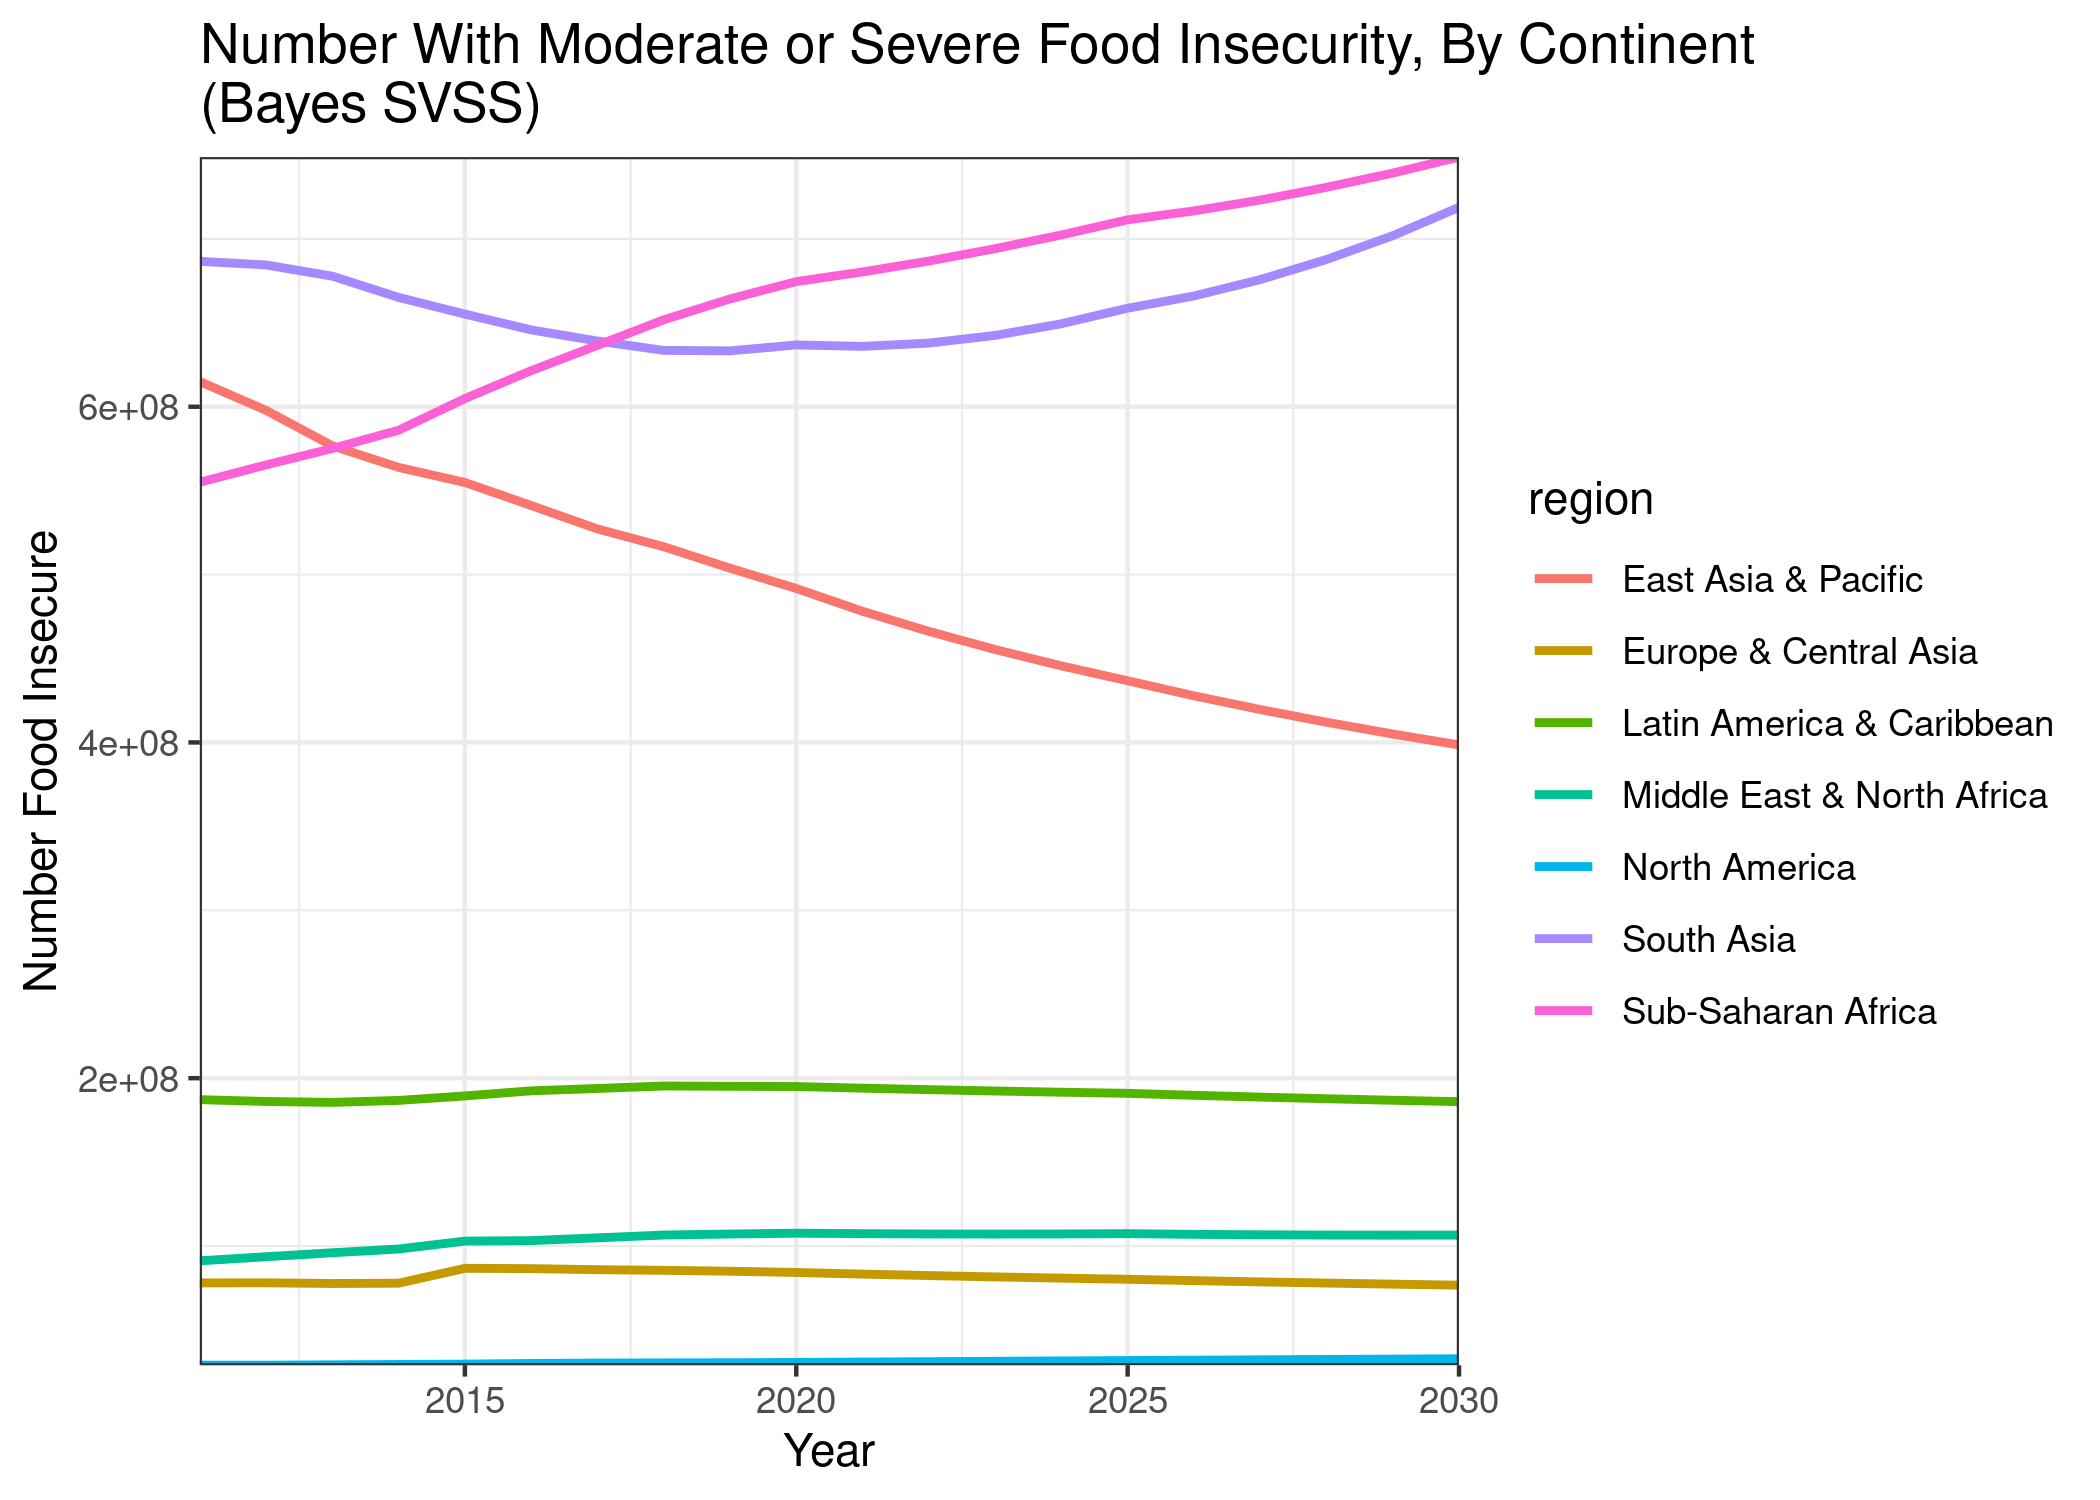 Number With Moderate or Severe Food Insecurity, By Continent
(Bayes SVSS)
Number Food Insecure
6e+08
4e+08
2e+08
2015
2020
2025
2030
Year
region
East Asia & Pacific
Europe & Central Asia
Latin America & Caribbean
Middle East & North Africa
North America
South Asia
Sub-Saharan Africa